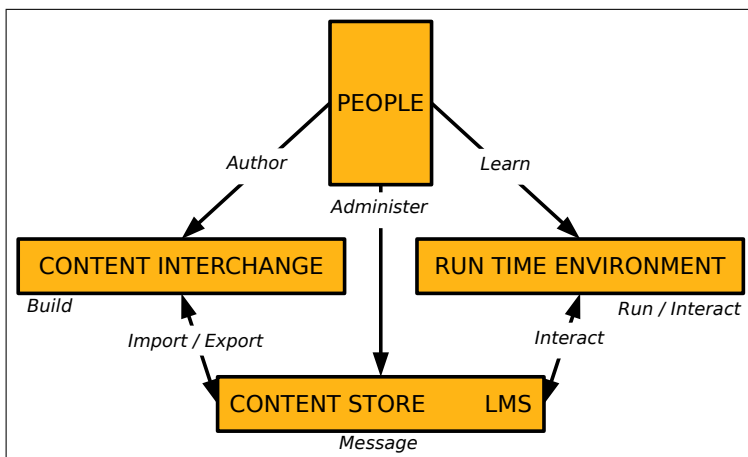 PEOPLE
Author
Learn
Administer
CONTENT INTERCHANGE
RUN TIME ENVIRONMENT
Build
Run / Interact
Import / Export
Interact
CONTENT STORE LMS
Message